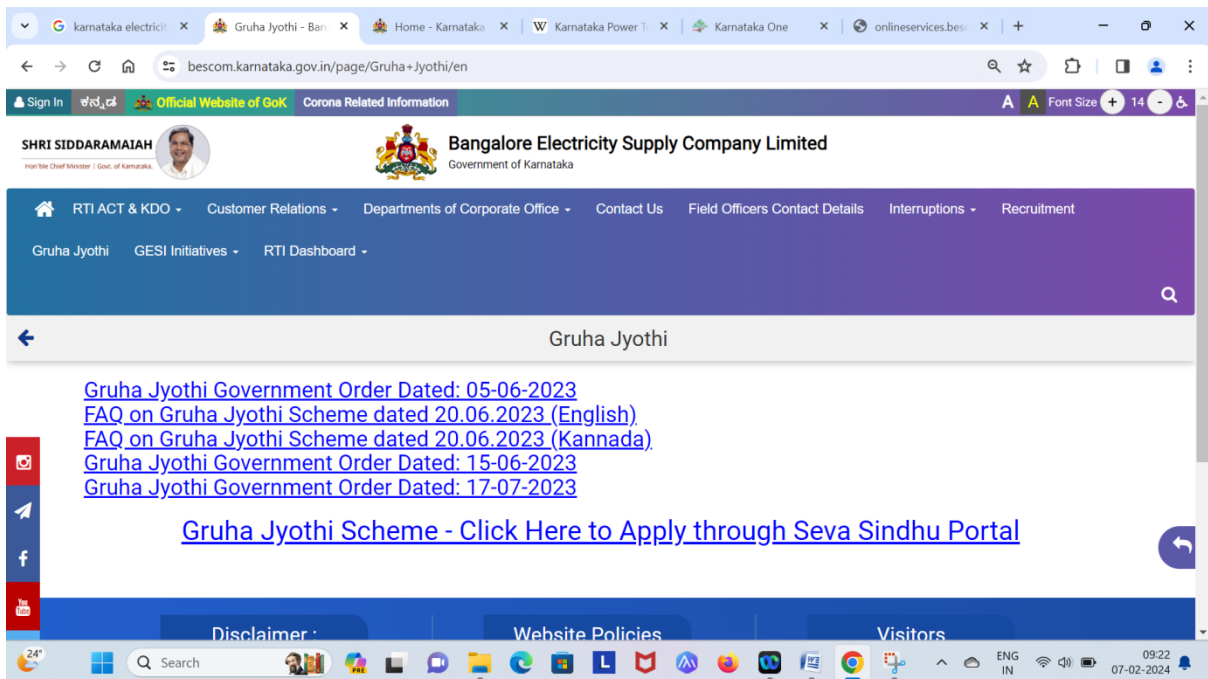 karnataka electricit
Gruha Jyothi - Ban
Home - Karnataka
Karnataka Power T
Karnataka One
onlineservices.besc
bescom.karnataka.gov.in/page/Gruha+Jyothi/en
Sign In ಕನ್ನಡ Official Website of GoK Corona Related Information A A Font Size + 14 -
SHRI SIDDARAMAIAH
Hon'ble Chief Minister | Govt. of Karnataka.
Bangalore Electricity Supply Company Limited
Government of Karnataka
RTI ACT & KDO Customer Relations Departments of Corporate Office Contact Us Field Officers Contact Details Interruptions Recruitment
Gruha Jyothi GESI Initiatives RTI Dashboard
Gruha Jyothi
Gruha Jyothi Government Order Dated: 05-06-2023
FAQ on Gruha Jyothi Scheme dated 20.06.2023 (English)
FAQ on Gruha Jyothi Scheme dated 20.06.2023 (Kannada)
Gruha Jyothi Government Order Dated: 15-06-2023
Gruha Jyothi Government Order Dated: 17-07-2023
Gruha Jyothi Scheme - Click Here to Apply through Seva Sindhu Portal
You Tube
Disclaimer : Website Policies Visitors
24°
Search
PRE
ENG
IN
09:22
07-02-2024